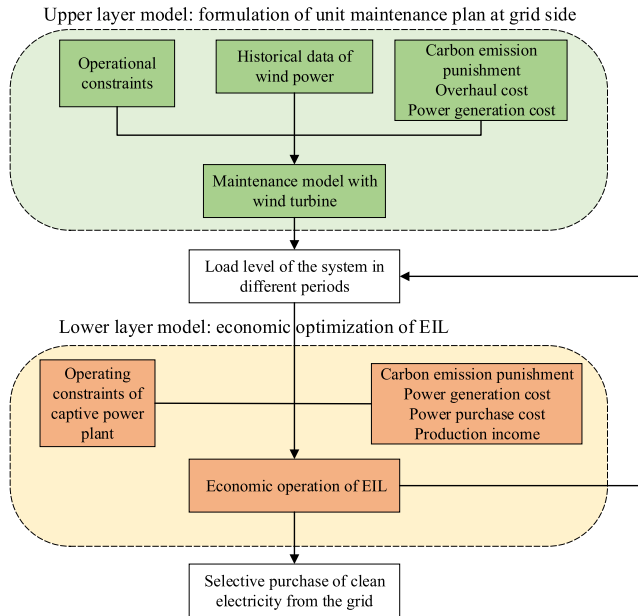 Upper layer model: formulation of unit maintenance plan at grid side
Operational
constraints
Historical data of
wind power
Carbon emission
punishment
Overhaul cost
Power generation cost
Maintenance model with
wind turbine
Load level of the system in
different periods
Lower layer model: economic optimization of EIL
Operating
constraints of
captive power
plant
Carbon emission punishment
Power generation cost
Power purchase cost
Production income
Economic operation of EIL
Selective purchase of clean
electricity from the grid